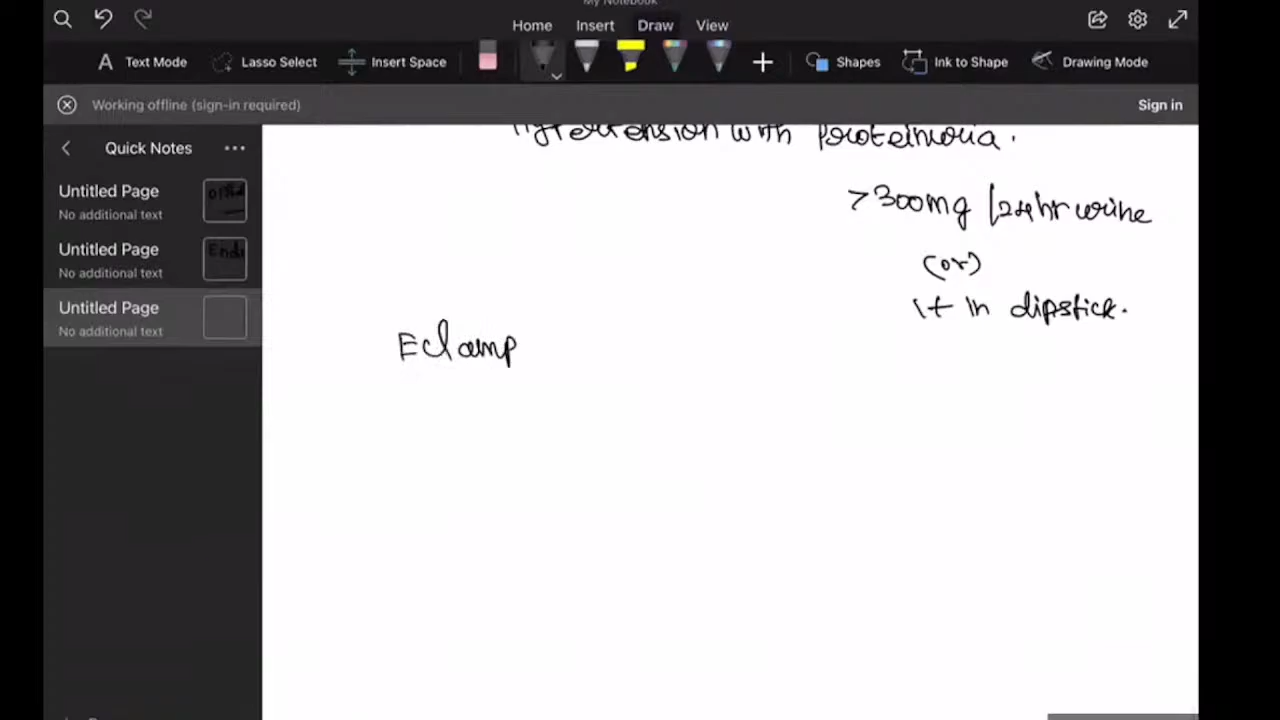 My Notebook
Home Insert Draw View
Text Mode Lasso Select Insert Space Shapes Ink to Shape Drawing Mode
Working offline (sign-in required) Sign in
Quick Notes
Untitled Page
No additional text
Untitled Page
No additional text
Untitled Page
No additional text
Hypertension with proteinuria.
>300mg/24hr urine
(or)
1+ in dipstick.
Eclamp